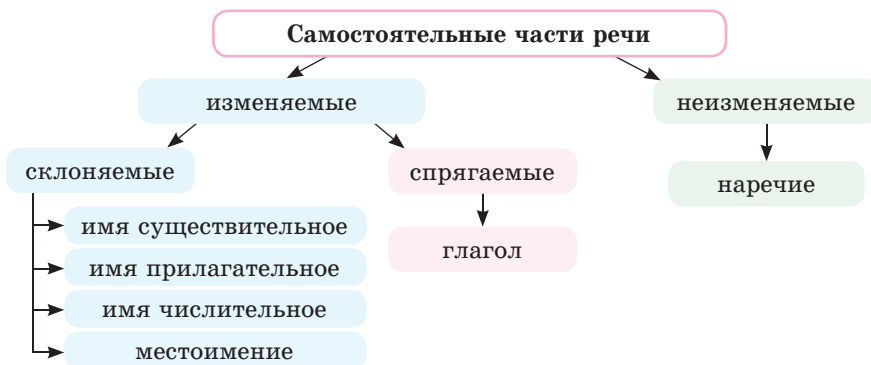 Самостоятельные части речи
изменяемые
неизменяемые
склоняемые
спрягаемые
наречие
имя существительное
глагол
имя прилагательное
имя числительное
местоимение